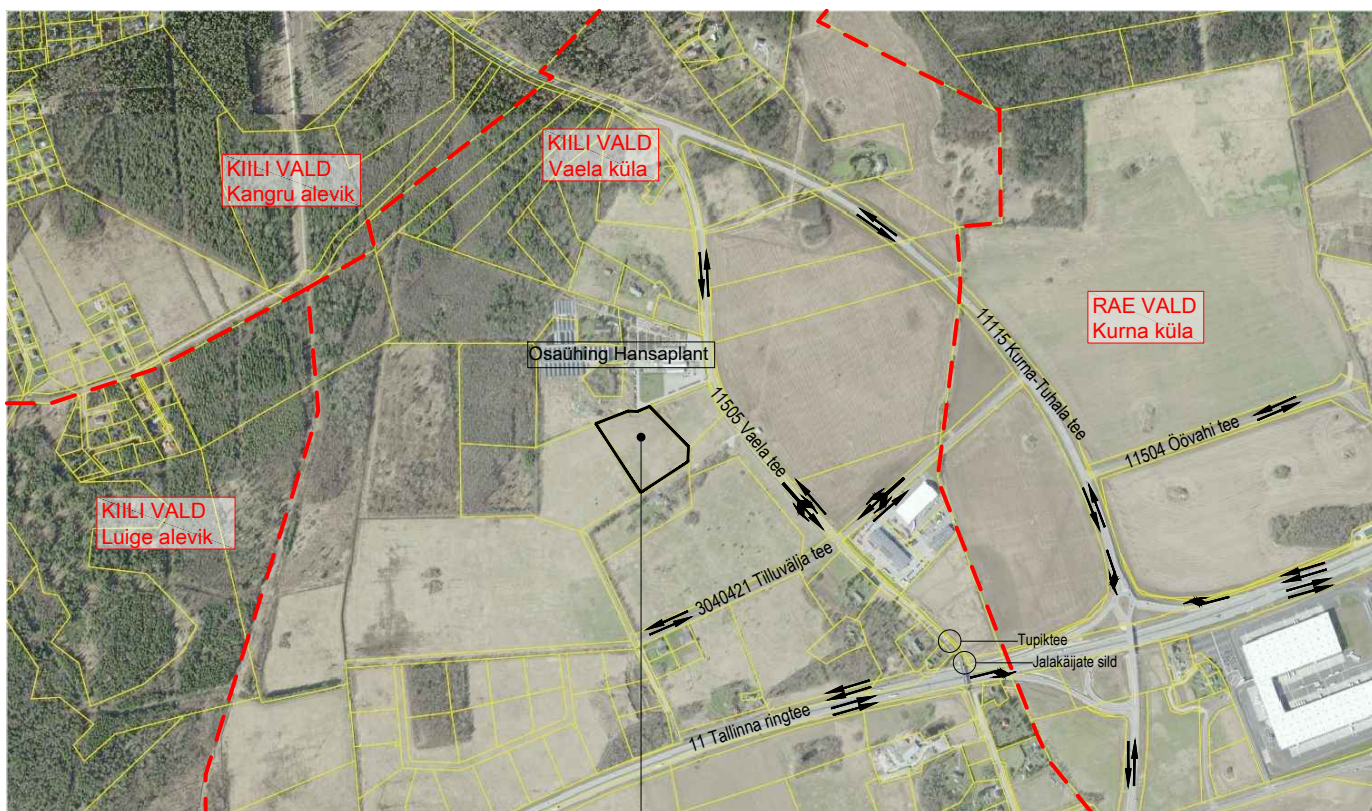 KIILI VALD
Kangru alevik
KIILI VALD
Vaela küla
RAE VALD
Kurna küla
11115 Kurna-Tuhala tee
Osaühing Hansaplant
11505 Vaela tee
11504 Öövahi tee
KIILI VALD
Luige alevik
3040421 Tilluvälja tee
Tupiktee
Jalakäijate sild
11 Tallinna ringtee